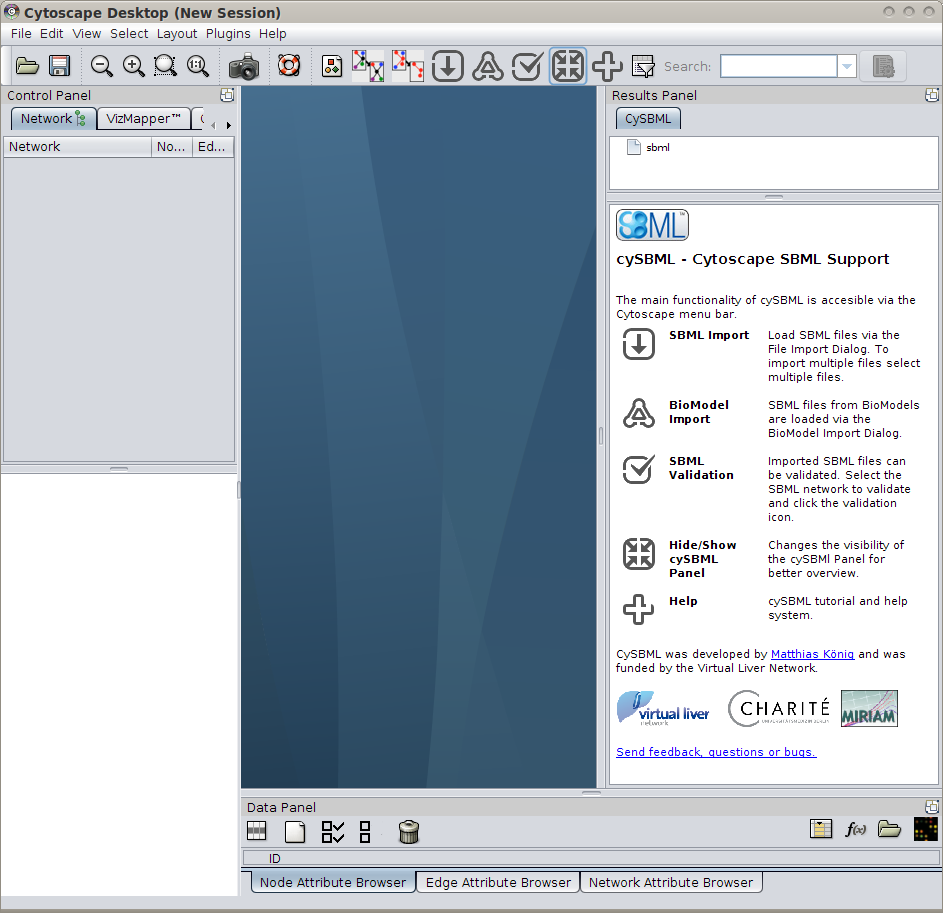 Cytoscape Desktop (New Session)
File Edit View Select Layout Plugins Help
1:1
Search:
Control Panel
Network VizMapper™
Network No... Ed...
Results Panel
CySBML
sbml
SBML™
cySBML - Cytoscape SBML Support
The main functionality of cySBML is accesible via the
Cytoscape menu bar.
SBML Import
Load SBML files via the
File Import Dialog. To
import multiple files select
multiple files.
BioModel
Import
SBML files from BioModels
are loaded via the
BioModel Import Dialog.
SBML
Validation
Imported SBML files can
be validated. Select the
SBML network to validate
and click the validation
icon.
Hide/Show
cySBML
Panel
Changes the visibility of
the cySBMl Panel for
better overview.
Help
cySBML tutorial and help
system.
CySBML was developed by Matthias König and was
funded by the Virtual Liver Network.
virtual liver
network
CHARITÉ
UNIVERSITÄTSMEDIZIN BERLIN
MIRIAM
Send feedback, questions or bugs.
Data Panel
f(x)
ID
Node Attribute Browser Edge Attribute Browser Network Attribute Browser